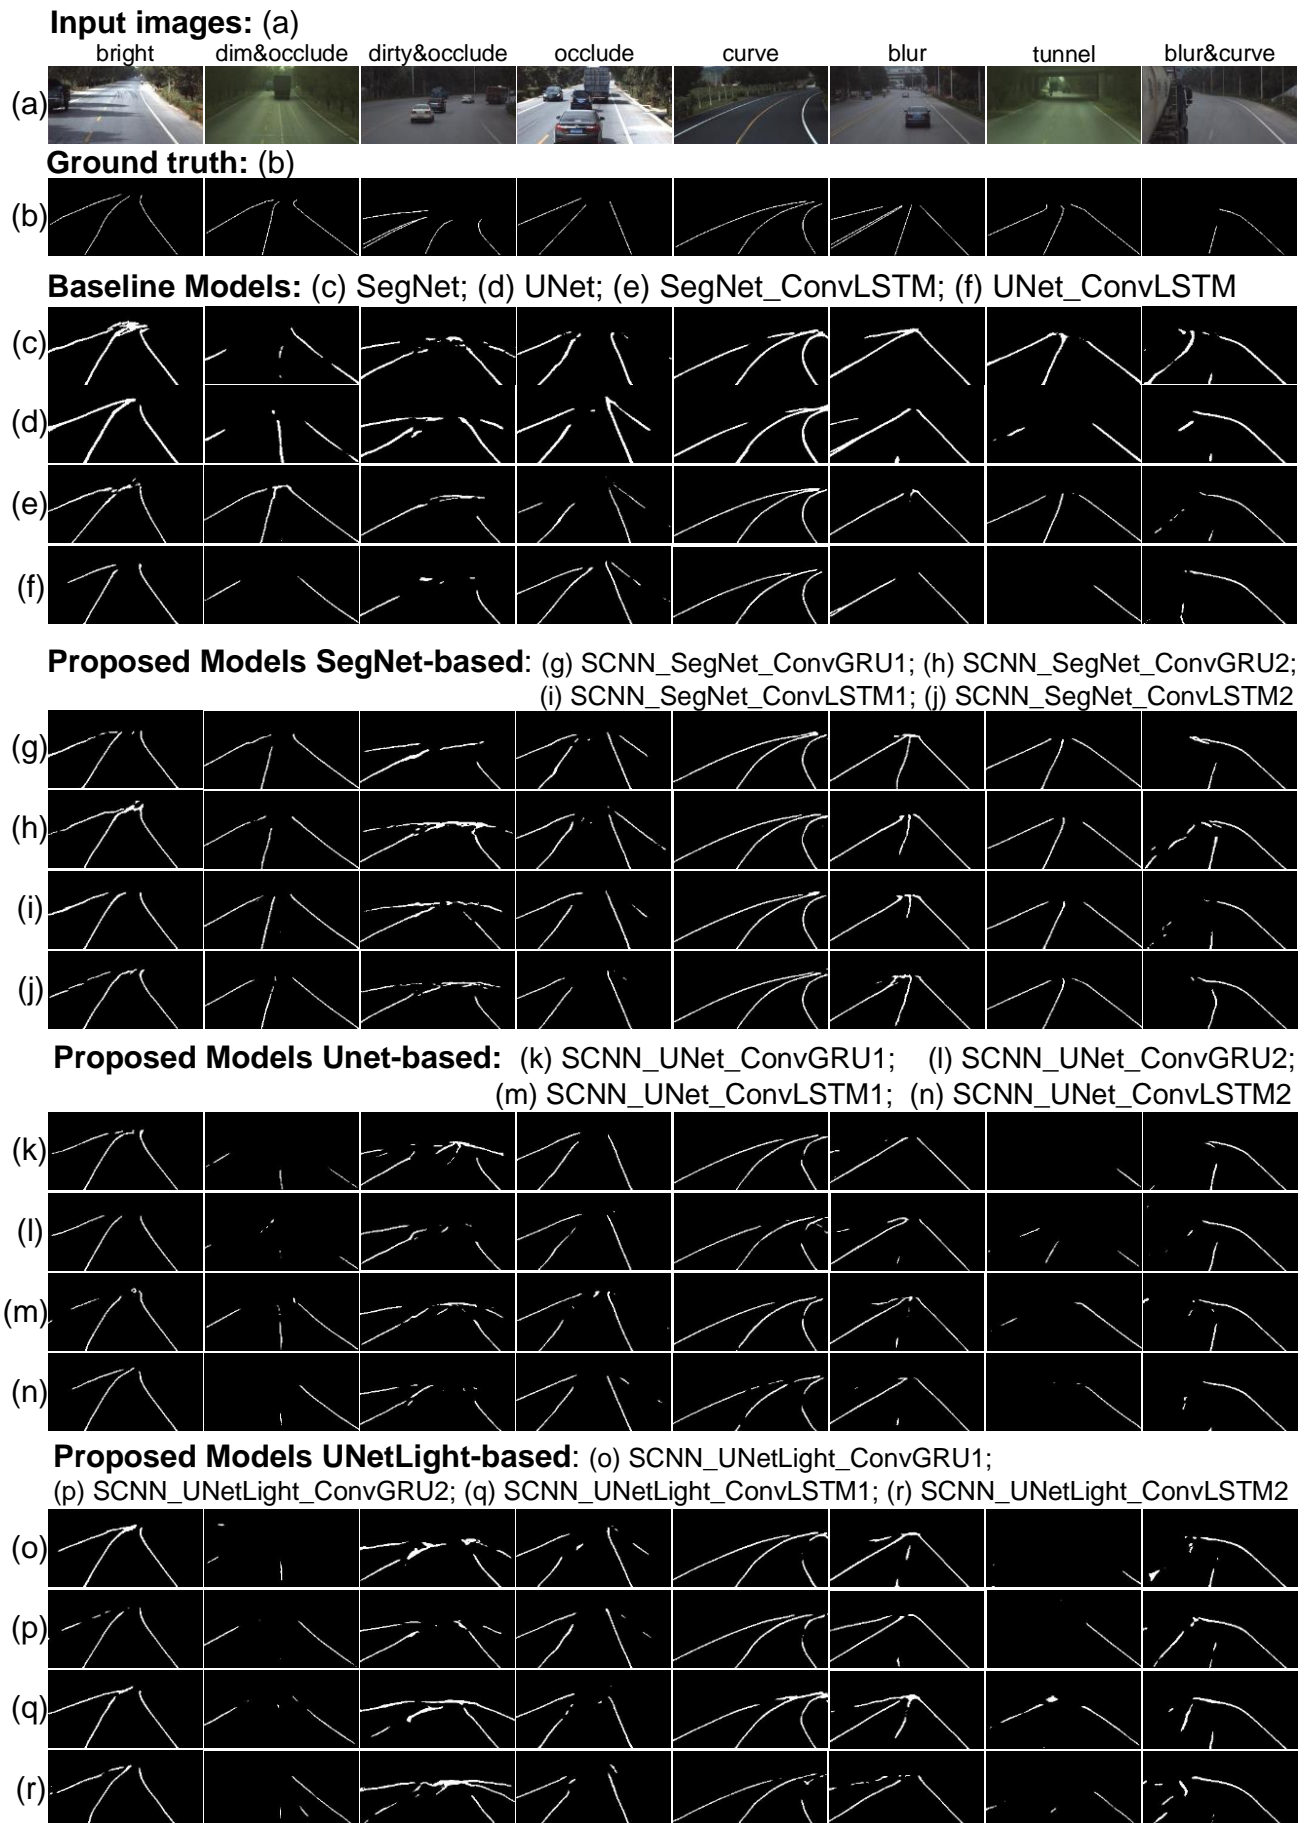 Input images: (a)
bright dim&occlude dirty&occlude occlude curve blur tunnel blur&curve
(a)
Ground truth: (b)
(b)
Baseline Models: (c) SegNet; (d) UNet; (e) SegNet_ConvLSTM; (f) UNet_ConvLSTM
(c)
(d)
(e)
(f)
Proposed Models SegNet-based: (g) SCNN_SegNet_ConvGRU1; (h) SCNN_SegNet_ConvGRU2;
(i) SCNN_SegNet_ConvLSTM1; (j) SCNN_SegNet_ConvLSTM2
(g)
(h)
(i)
(j)
Proposed Models Unet-based: (k) SCNN_UNet_ConvGRU1; (l) SCNN_UNet_ConvGRU2;
(m) SCNN_UNet_ConvLSTM1; (n) SCNN_UNet_ConvLSTM2
(k)
(l)
(m)
(n)
Proposed Models UNetLight-based: (o) SCNN_UNetLight_ConvGRU1;
(p) SCNN_UNetLight_ConvGRU2; (q) SCNN_UNetLight_ConvLSTM1; (r) SCNN_UNetLight_ConvLSTM2
(o)
(p)
(q)
(r)